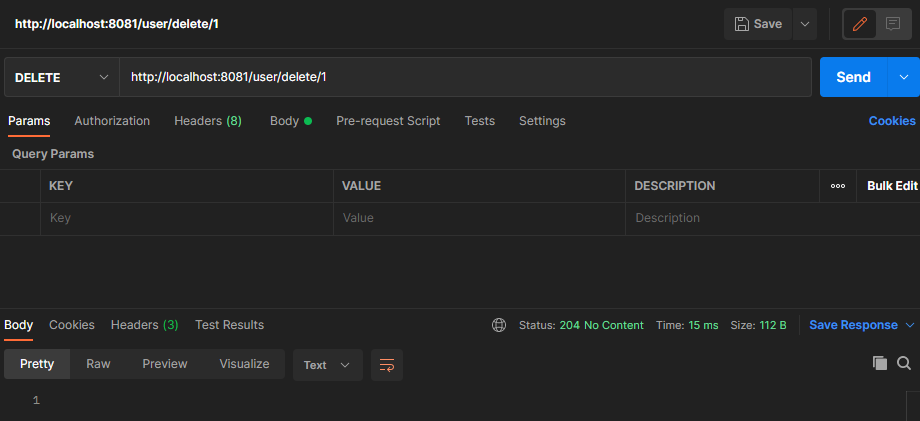 http://localhost:8081/user/delete/1 Save
DELETE http://localhost:8081/user/delete/1 Send
Params Authorization Headers (8) Body Pre-request Script Tests Settings Cookies
Query Params
KEY VALUE DESCRIPTION Bulk Edit
Key Value Description
Body Cookies Headers (3) Test Results Status: 204 No Content Time: 15 ms Size: 112 B Save Response
Pretty Raw Preview Visualize Text
1